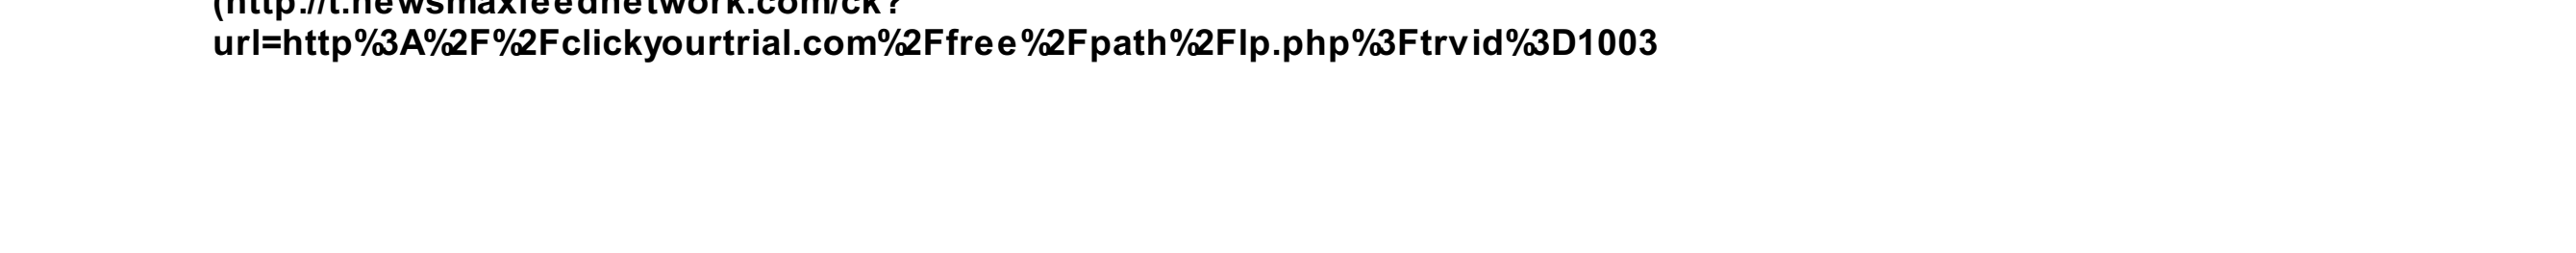 (http://t.newsmaxfeednetwork.com/ck?
url=http%3A%2F%2Fclickyourtrial.com%2Ffree%2Fpath%2Flp.php%3Ftrvid%3D1003